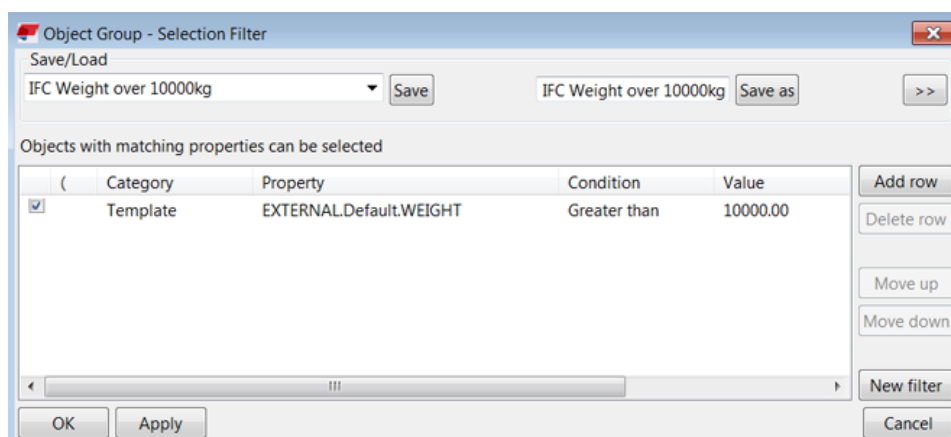 Object Group - Selection Filter
Save/Load
IFC Weight over 10000kg Save IFC Weight over 10000kg Save as >>
Objects with matching properties can be selected
( Category Property Condition Value
Template EXTERNAL.Default.WEIGHT Greater than 10000.00
Add row
Delete row
Move up
Move down
New filter
OK Apply Cancel